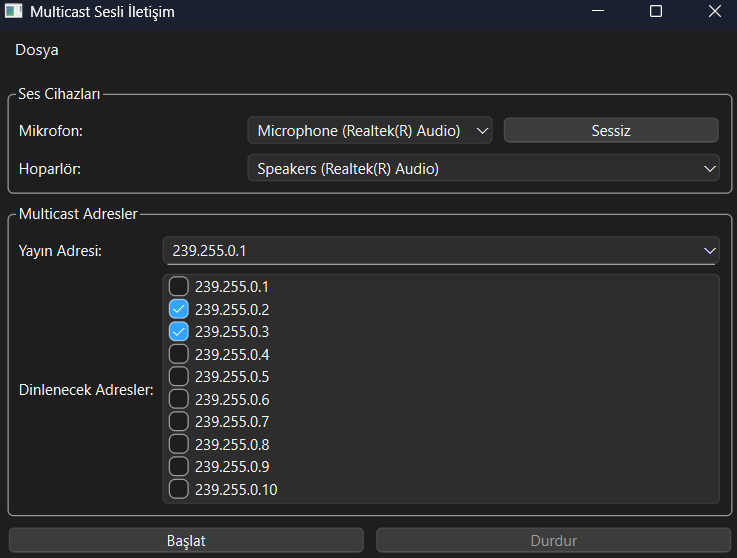 Multicast Sesli İletişim
Dosya
Ses Cihazları
Mikrofon: Microphone (Realtek(R) Audio) Sessiz
Hoparlör: Speakers (Realtek(R) Audio)
Multicast Adresler
Yayın Adresi: 239.255.0.1
239.255.0.1
239.255.0.2
239.255.0.3
239.255.0.4
239.255.0.5
Dinlenecek Adresler:
239.255.0.6
239.255.0.7
239.255.0.8
239.255.0.9
239.255.0.10
Başlat Durdur